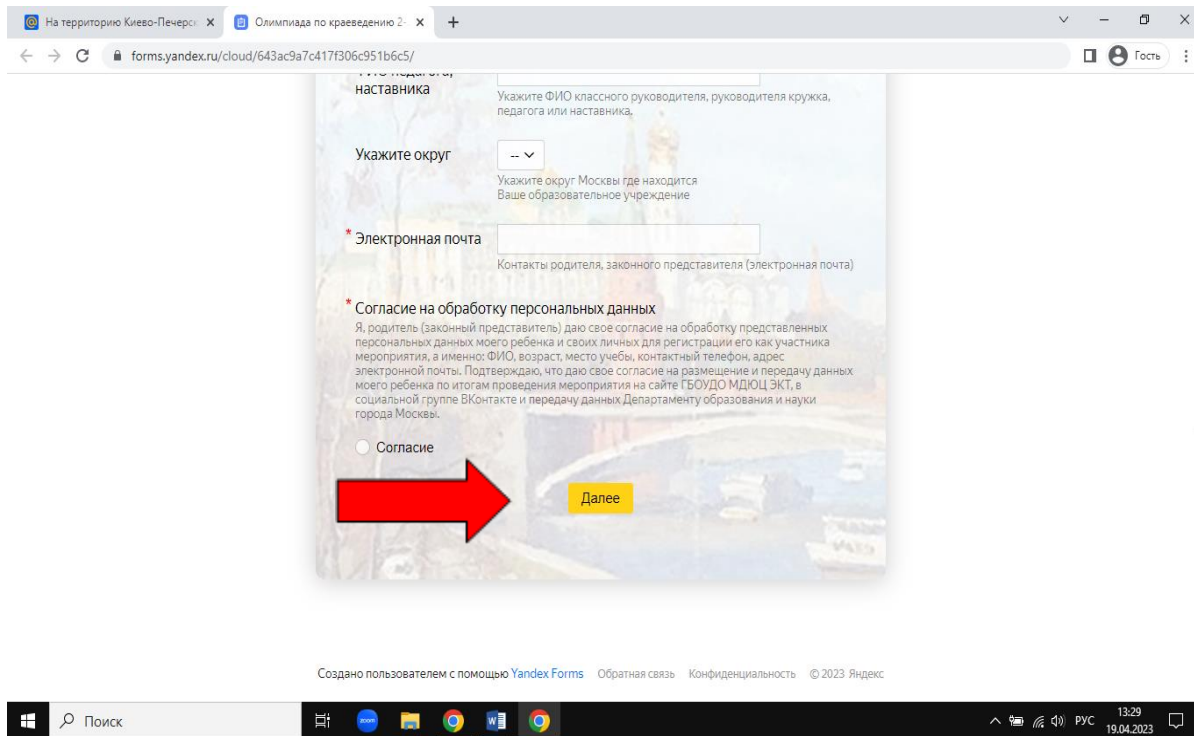 На территорию Киево-Печерс
Олимпиада по краеведению 2-
forms.yandex.ru/cloud/643ac9a7c417f306c951b6c5/
Гость
ФИО педагога,
наставника
Укажите ФИО классного руководителя, руководителя кружка,
педагога или наставника.
Укажите округ
--
Укажите округ Москвы где находится
Ваше образовательное учреждение
* Электронная почта
Контакты родителя, законного представителя (электронная почта)
* Согласие на обработку персональных данных
Я, родитель (законный представитель) даю свое согласие на обработку представленных
персональных данных моего ребенка и своих личных для регистрации его как участника
мероприятия, а именно: ФИО, возраст, место учебы, контактный телефон, адрес
электронной почты. Подтверждаю, что даю свое согласие на размещение и передачу данных
моего ребенка по итогам проведения мероприятия на сайте ГБОУДО МДЮЦ ЭКТ, в
социальной группе ВКонтакте и передачу данных Департаменту образования и науки
города Москвы.
Согласие
Далее
Создано пользователем с помощью Yandex Forms Обратная связь Конфиденциальность © 2023 Яндекс
Поиск
zoom
РУС
13:29
19.04.2023